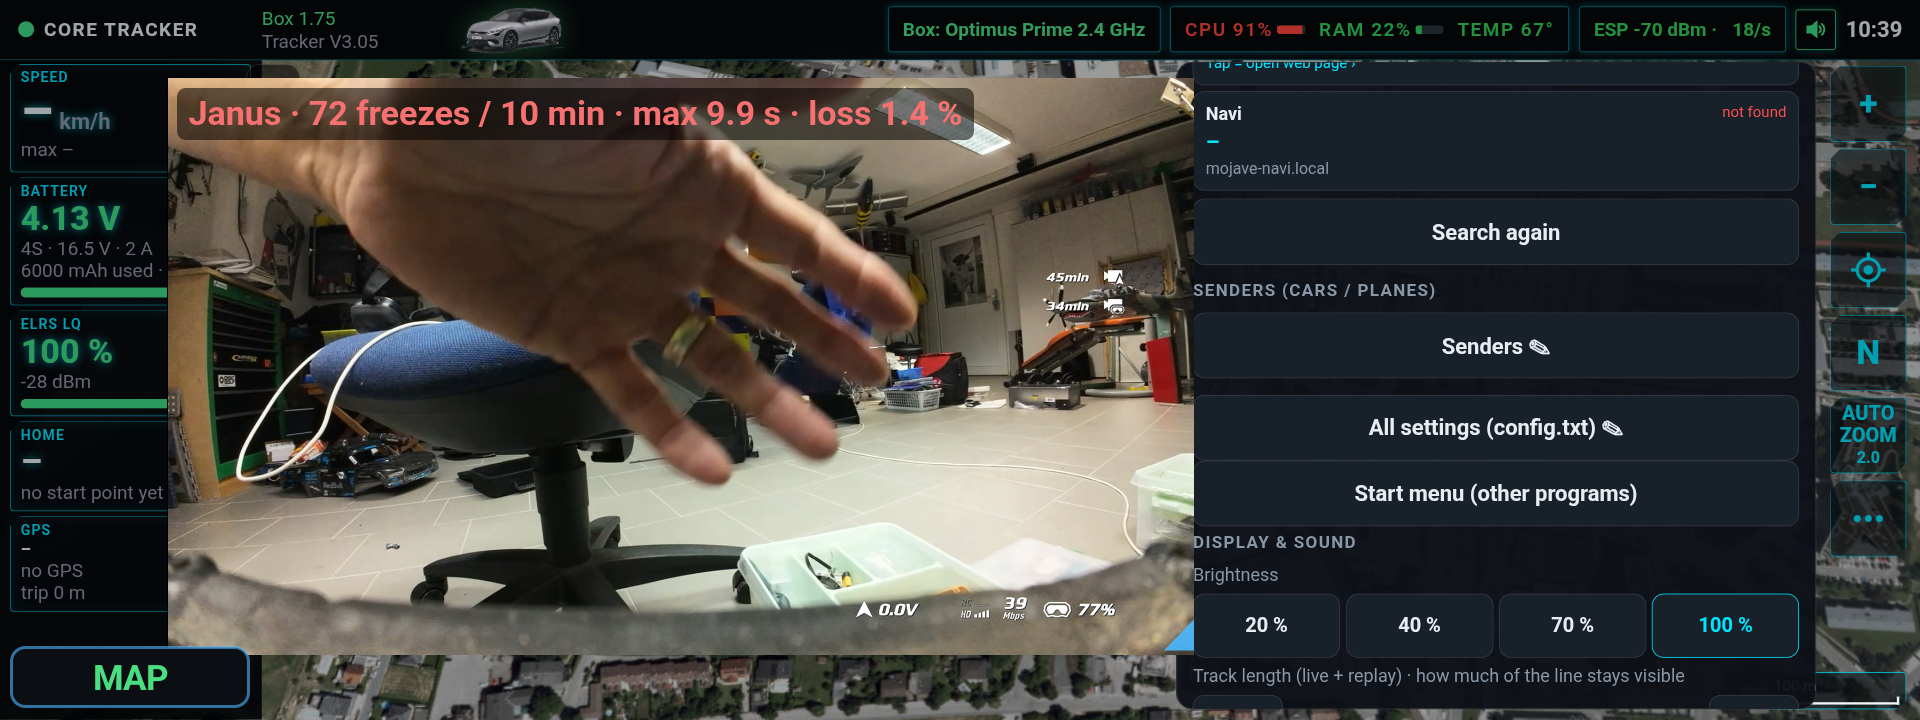 CORE TRACKER
Box 1.75
Tracker V3.05
Box: Optimus Prime 2.4 GHz
CPU 91%
RAM 22%
TEMP 67°
ESP -70 dBm · 18/s
10:39
SPEED
– km/h
max –
BATTERY
4.13 V
4S · 16.5 V · 2 A
6000 mAh used ·
ELRS LQ
100 %
-28 dBm
HOME
–
no start point yet
GPS
–
no GPS
trip 0 m
MAP
Janus · 72 freezes / 10 min · max 9.9 s · loss 1.4 %
45min
34min
0.0V
HD
39
Mbps
77%
Tap = open web page ›
Navi
not found
–
mojave-navi.local
Search again
SENDERS (CARS / PLANES)
Senders ✎
All settings (config.txt) ✎
Start menu (other programs)
DISPLAY & SOUND
Brightness
20 %
40 %
70 %
100 %
Track length (live + replay) · how much of the line stays visible
+
−
N
AUTO
ZOOM
2.0
•••
100 m